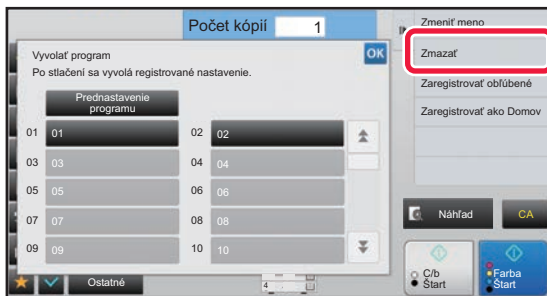 Počet kópií 1
Vyvolať program
OK
Po stlačení sa vyvolá registrované nastavenie.
Prednastavenie
programu
01 01
02 02
03 03
04 04
05 05
06 06
07 07
08 08
09 09
10 10
Ostatné
4
Zmeniť meno
Zmazať
Zaregistrovať obľúbené
Zaregistrovať ako Domov
Náhľad
CA
C/b
Štart
Farba
Štart